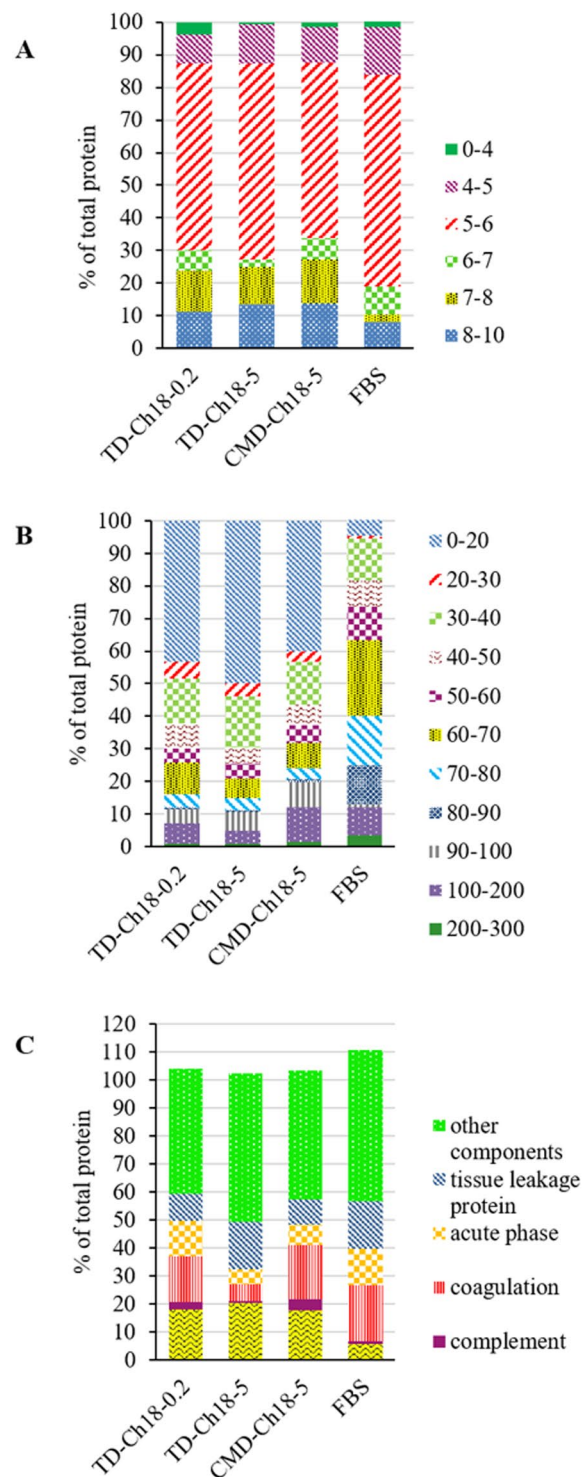 A
% of total protein
100
90
80
70
60
50
40
30
20
10
0
TD-Ch18-0.2
TD-Ch18-5
CMD-Ch18-5
FBS
0-4
4-5
5-6
6-7
7-8
8-10
B
% of total ptotein
100
90
80
70
60
50
40
30
20
10
0
TD-Ch18-0.2
TD-Ch18-5
CMD-Ch18-5
FBS
0-20
20-30
30-40
40-50
50-60
60-70
70-80
80-90
90-100
100-200
200-300
C
% of total protein
120
110
100
90
80
70
60
50
40
30
20
10
0
TD-Ch18-0.2
TD-Ch18-5
CMD-Ch18-5
FBS
other
components
tissue leakage
protein
acute phase
coagulation
complement